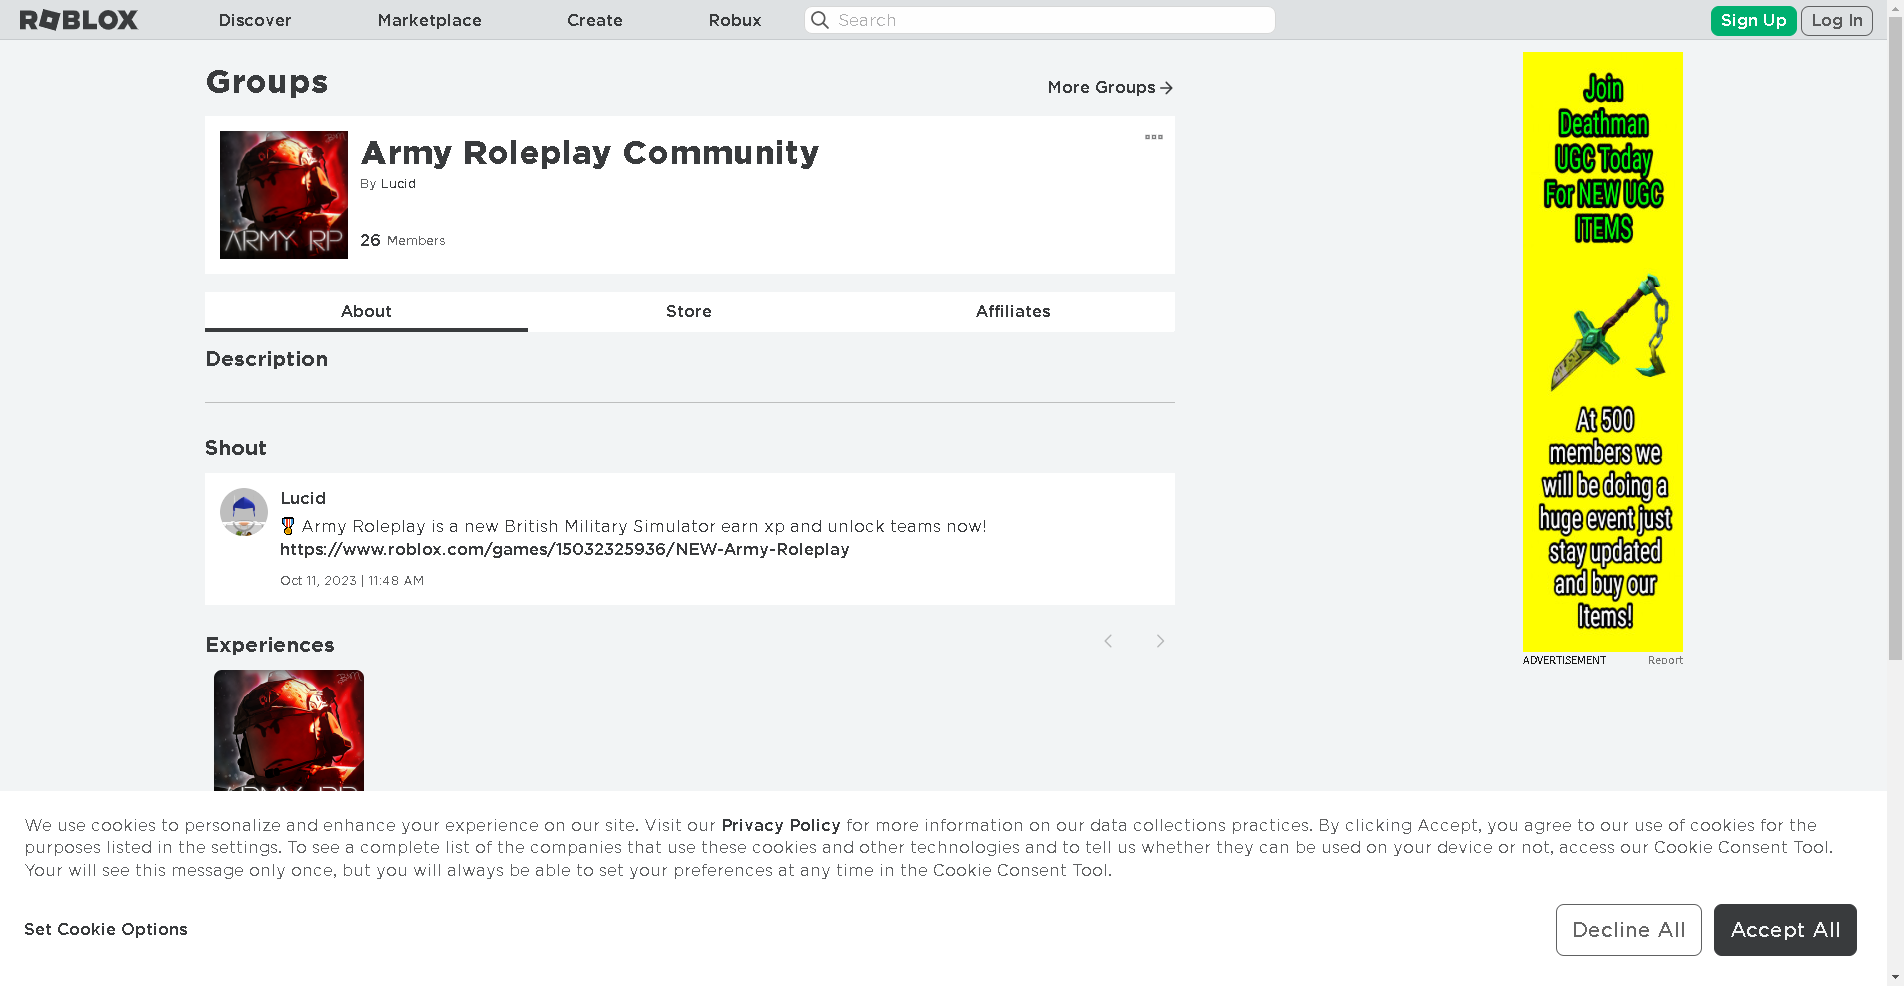 ROBLOX
Discover
Marketplace
Create
Robux
Search
Sign Up
Log In
Groups
More Groups
ARMY RP
Army Roleplay Community
By Lucid
26 Members
About
Store
Affiliates
Description
Shout
Lucid
🎖 Army Roleplay is a new British Military Simulator earn xp and unlock teams now!
https://www.roblox.com/games/15032325936/NEW-Army-Roleplay
Oct 11, 2023 | 11:48 AM
Experiences
ARMY RP
Join
Deathman
UGC Today
For NEW UGC
ITEMS
At 500
members we
will be doing a
huge event just
stay updated
and buy our
Items!
ADVERTISEMENT
Report
We use cookies to personalize and enhance your experience on our site. Visit our Privacy Policy for more information on our data collections practices. By clicking Accept, you agree to our use of cookies for the
purposes listed in the settings. To see a complete list of the companies that use these cookies and other technologies and to tell us whether they can be used on your device or not, access our Cookie Consent Tool.
Your will see this message only once, but you will always be able to set your preferences at any time in the Cookie Consent Tool.
Set Cookie Options
Decline All
Accept All